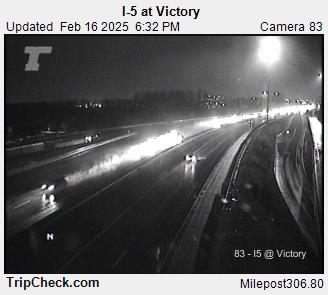 I-5 at Victory
Updated  Feb 16 2025  6:32 PM
Camera 83
T
N
N
83 - I5 @ Victory
TripCheck.com
Milepost306.80